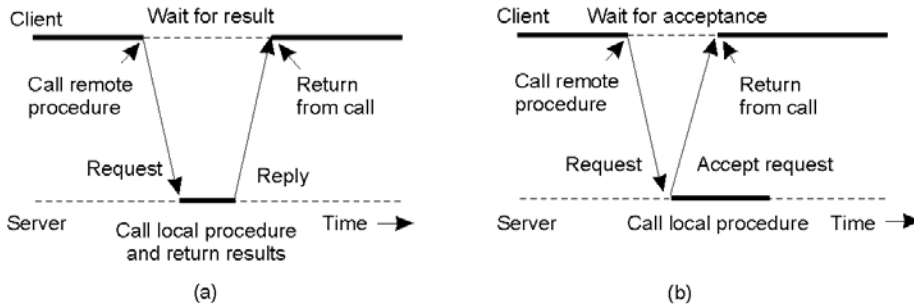 Client
Wait for result
Call remote
procedure
Return
from call
Request
Reply
Server
Call local procedure
and return results
Time
(a)
Client
Wait for acceptance
Call remote
procedure
Return
from call
Request
Accept request
Server
Call local procedure
Time
(b)